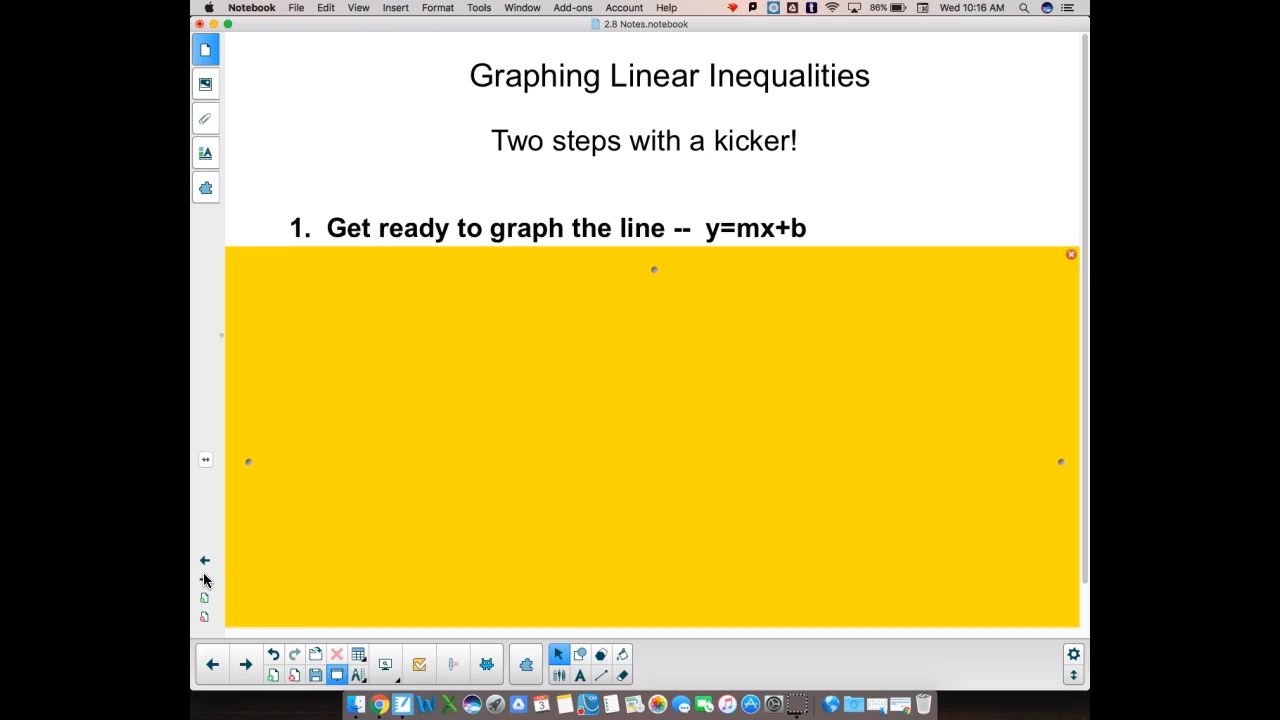 Notebook File Edit View Insert Format Tools Window Add-ons Account Help 86% Wed 10:16 AM
2.8 Notes.notebook
Graphing Linear Inequalities
Two steps with a kicker!
1. Get ready to graph the line -- y=mx+b